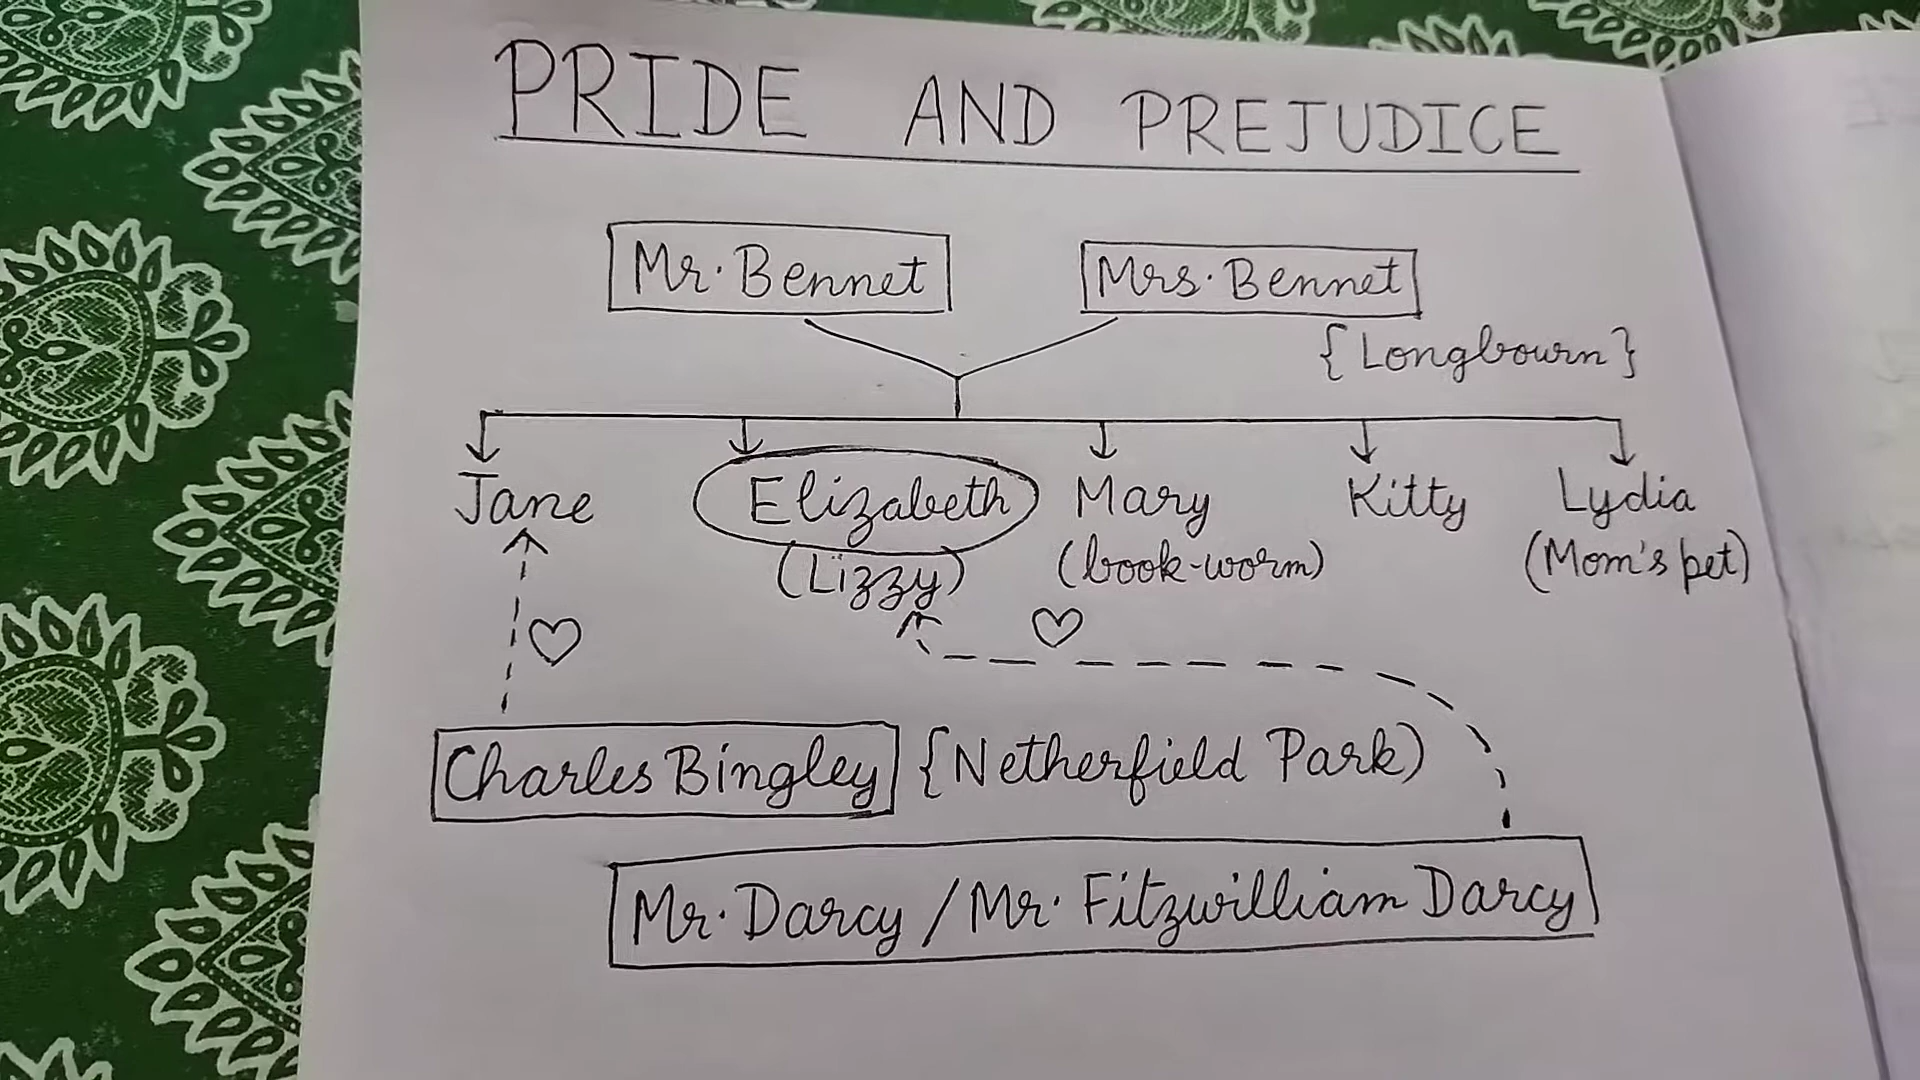 PRIDE AND PREJUDICE
Mr. Bennet Mrs. Bennet
{Longbourn}
Jane Elizabeth Mary Kitty Lydia
(Lizzy) (book-worm) (Mom's pet)
Charles Bingley {Netherfield Park)
Mr. Darcy / Mr. Fitzwilliam Darcy